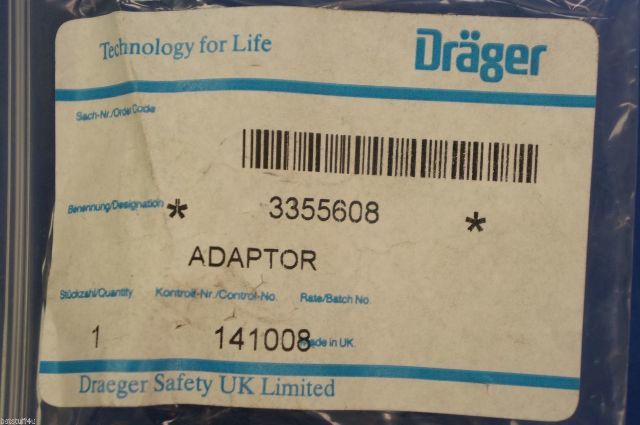 Technology for Life
Dräger
Sach-Nr./Order Code
Benennung/Designation
* 3355608 *
ADAPTOR
Stückzahl/Quantity Kontroll-Nr./Control-No. Rate/Batch No.
1 141008 Made in UK
Draeger Safety UK Limited
botstuff4u